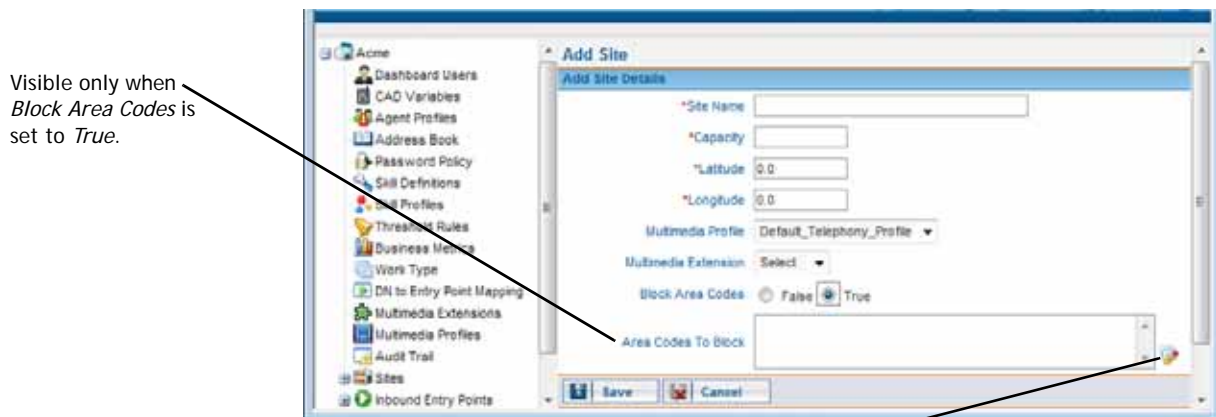 Visible only when
Block Area Codes is
set to True.
Acme
Dashboard Users
CAD Variables
Agent Profiles
Address Book
Password Policy
Skill Definitions
Skill Profiles
Threshold Rules
Business Metrics
Work Type
DN to Entry Point Mapping
Multimedia Extensions
Multimedia Profiles
Audit Trail
Sites
Inbound Entry Points
Add Site
Add Site Details
*Site Name
*Capacity
*Latitude 0.0
*Longitude 0.0
Multimedia Profile Default_Telephony_Profile
Multimedia Extension Select
Block Area Codes False True
Area Codes To Block
Save Cancel